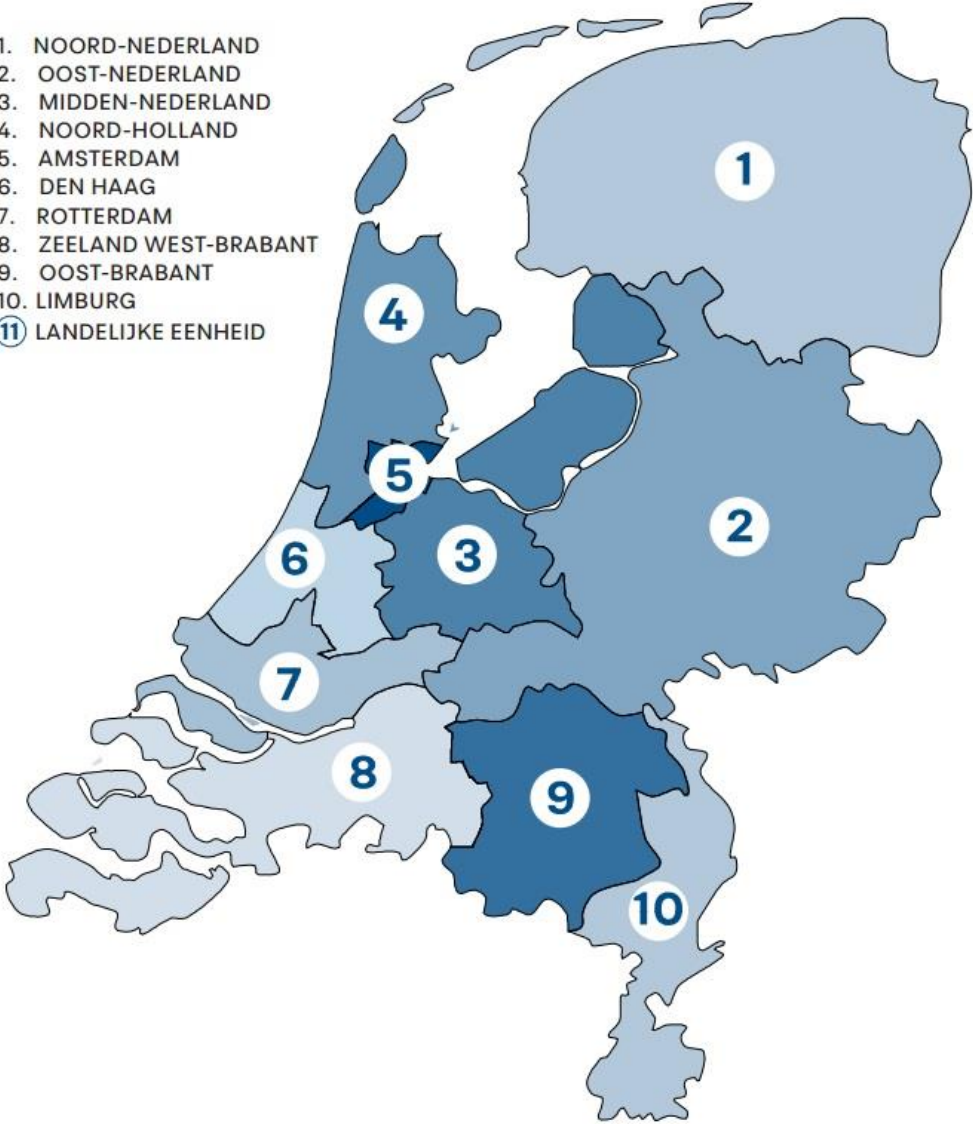 1. NOORD-NEDERLAND
2. OOST-NEDERLAND
3. MIDDEN-NEDERLAND
4. NOORD-HOLLAND
5. AMSTERDAM
6. DEN HAAG
7. ROTTERDAM
8. ZEELAND WEST-BRABANT
9. OOST-BRABANT
10. LIMBURG
11 LANDELIJKE EENHEID
1
4
5
2
6
3
7
8
9
10